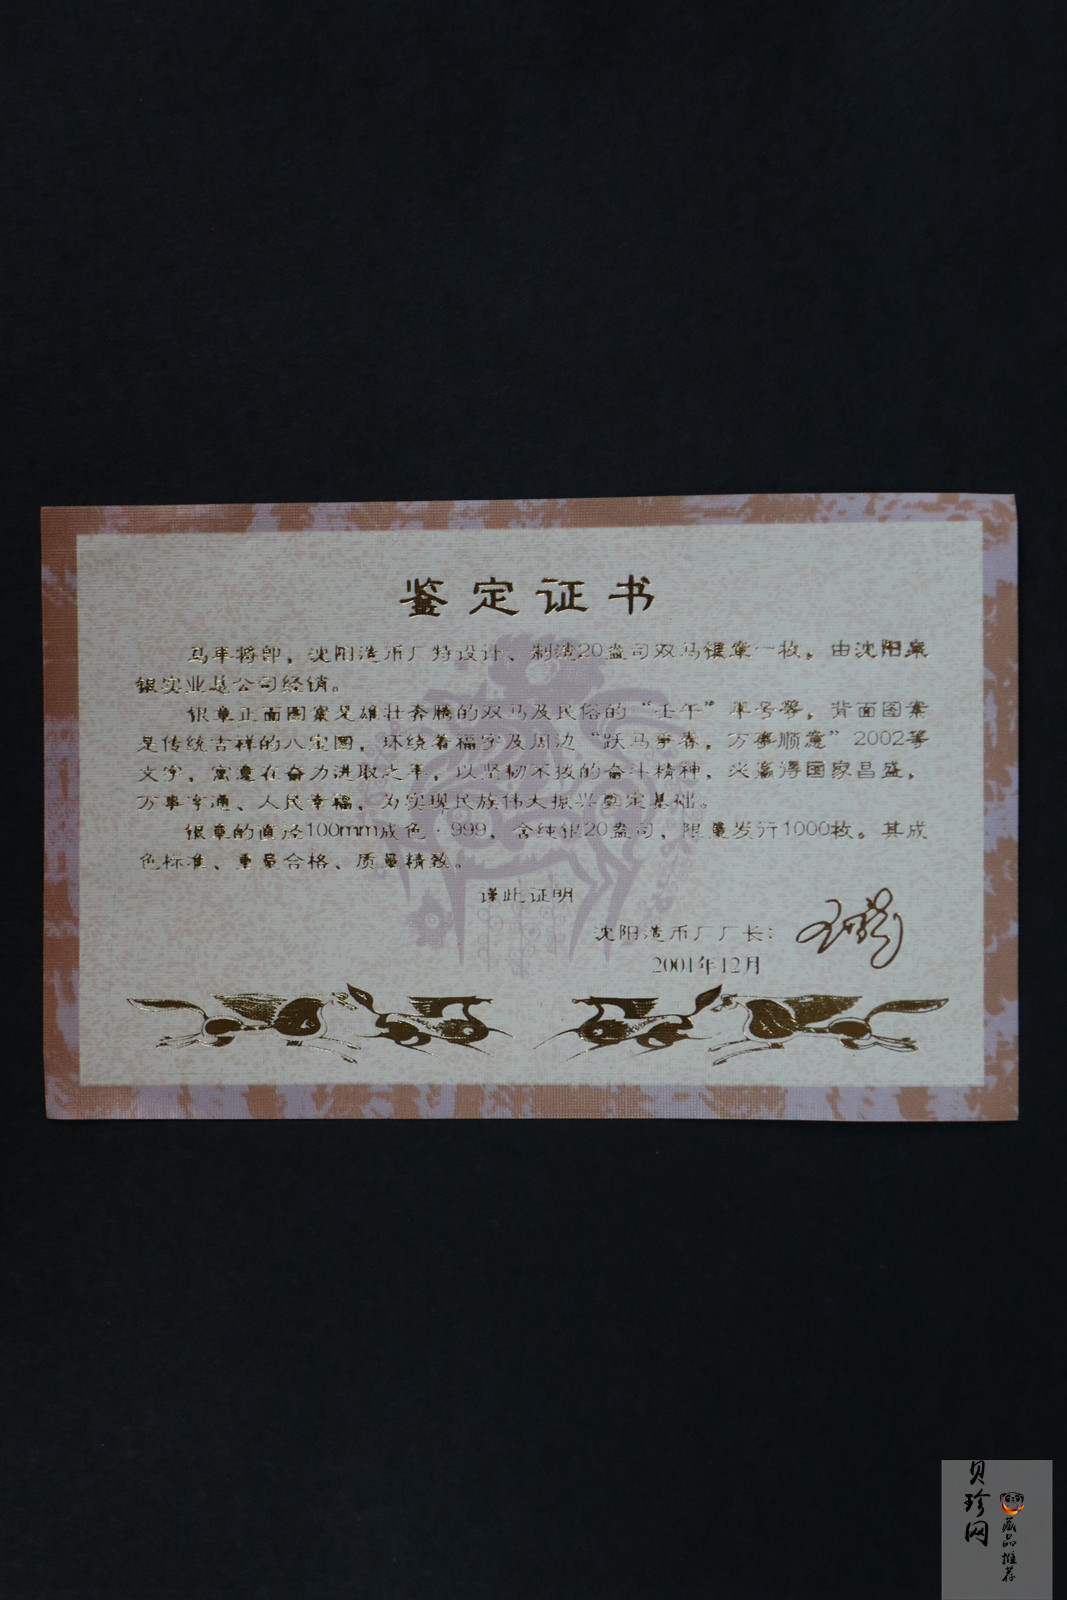 鉴定证书
马年将即，沈阳造币厂特设计、制造20盎司双马银章一枚。由沈阳
银实业总公司经销。
银章正面图案是雄壮奔腾的双马及民俗的“壬午”年号等，背面图案
是传统吉祥的八宝图，环绕着福字及周边“跃马争春，万事顺意”2002等
文字，寓意在奋力进取之年，以坚韧不拔的奋斗精神，必赢得国家昌盛，
万事亨通、人民幸福，为实现民族伟大振兴奠定基础。
银章的直径100mm成色·999，含纯银20盎司，限量发行1000枚。其成
色标准、重量合格、质量精致。
谨此证明
沈阳造币厂厂长：
2001年12月
贝珍网
藏品推荐